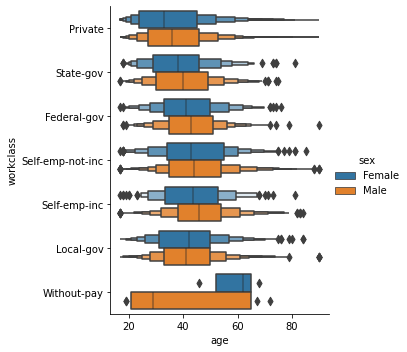 Private
State-gov
Federal-gov
Self-emp-not-inc
Self-emp-inc
Local-gov
Without-pay
workclass
20 40 60 80
age
sex
Female
Male